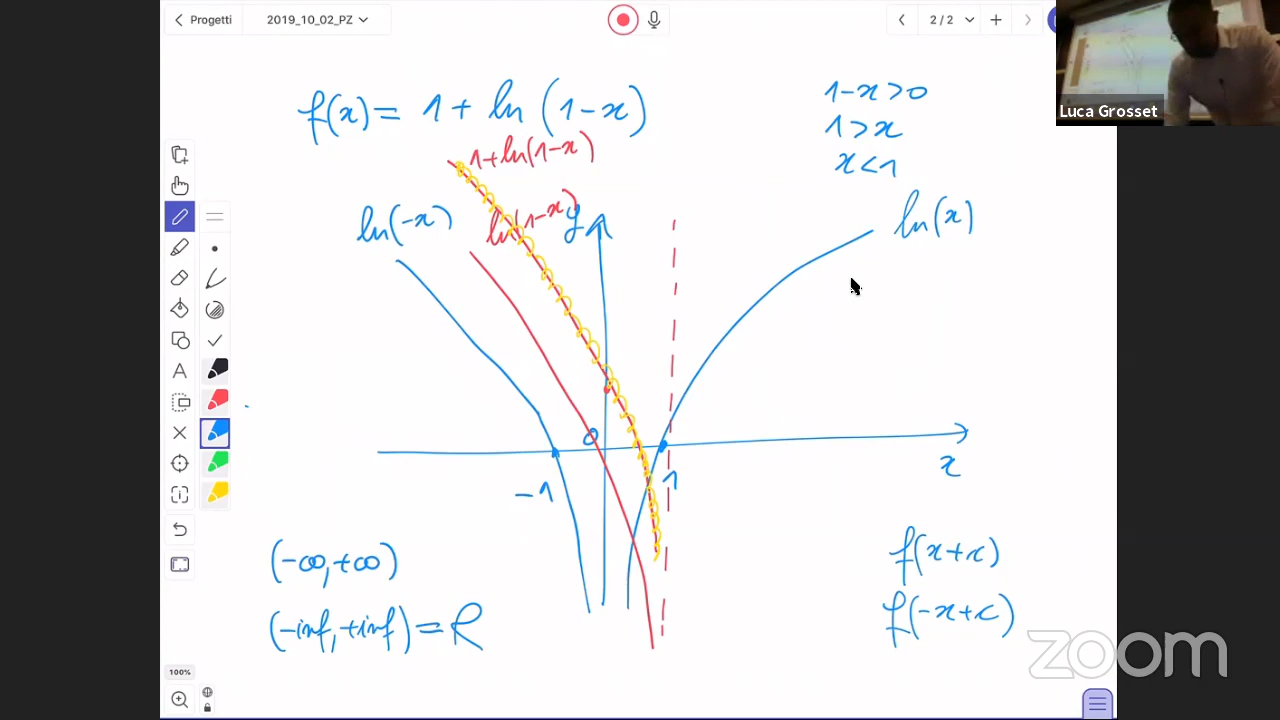 Progetti
2019_10_02_PZ
2 / 2
Luca Grosset
f(x) = 1 + ln (1-x)
1-x > 0
1 > x
x < 1
1+ln(1-x)
ln(-x)
ln(1-x)
y
ln(x)
0
-1
1
x
(-∞, +∞)
(-inf, +inf) = R
f(x+c)
f(-x+c)
100%
zoom